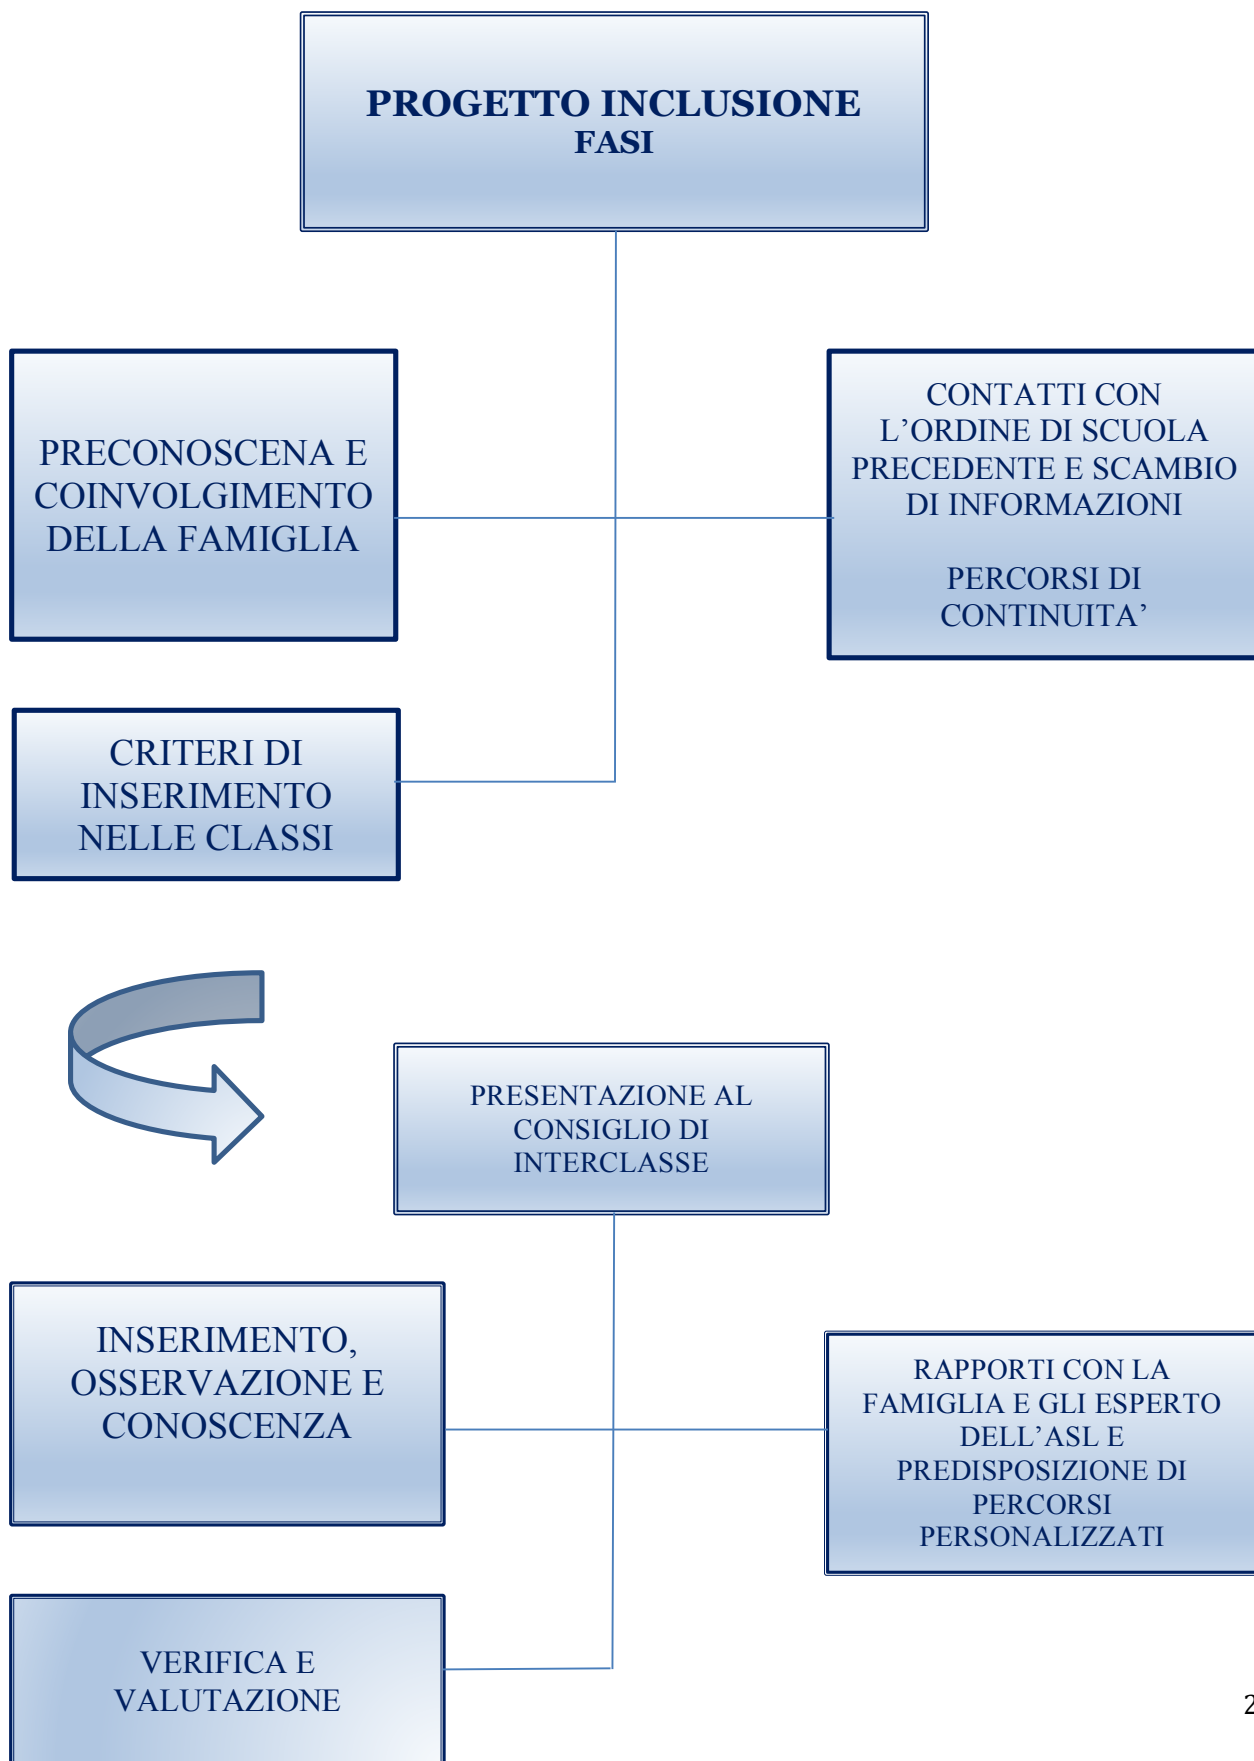 PROGETTO INCLUSIONE
FASI
PRECONOSCENA E
COINVOLGIMENTO
DELLA FAMIGLIA
CONTATTI CON
L’ORDINE DI SCUOLA
PRECEDENTE E SCAMBIO
DI INFORMAZIONI
PERCORSI DI
CONTINUITA’
CRITERI DI
INSERIMENTO
NELLE CLASSI
PRESENTAZIONE AL
CONSIGLIO DI
INTERCLASSE
INSERIMENTO,
OSSERVAZIONE E
CONOSCENZA
RAPPORTI CON LA
FAMIGLIA E GLI ESPERTO
DELL’ASL E
PREDISPOSIZIONE DI
PERCORSI
PERSONALIZZATI
VERIFICA E
VALUTAZIONE
2